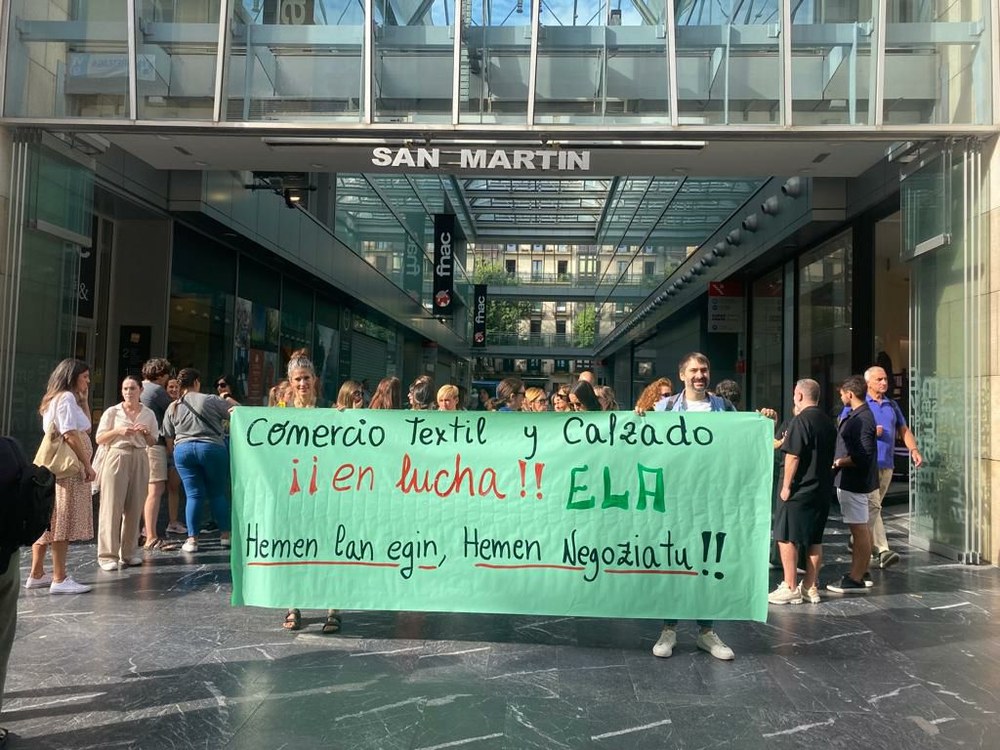 SAN MARTIN
fnac
fnac
Comercio Textil y Calzado
¡¡en lucha!! ELA
Hemen lan egin, Hemen Negoziatu!!